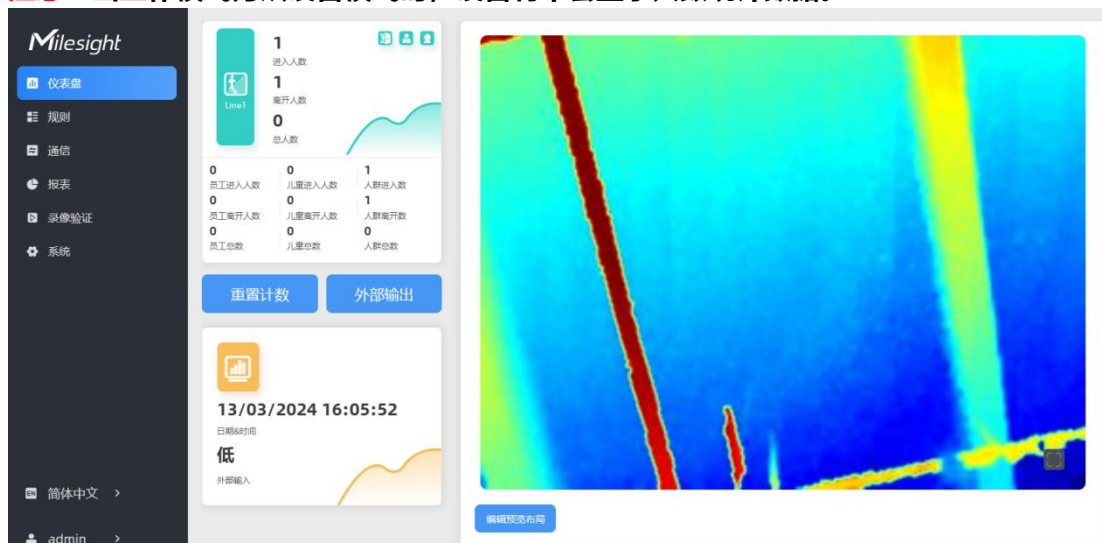 Milesight
仪表盘
规则
通信
报表
录像验证
系统
简体中文
admin
Line1
1
进入人数
1
离开人数
0
总人数
0
员工进入人数
0
儿童进入人数
1
人群进入数
0
员工离开人数
0
儿童离开人数
1
人群离开数
0
员工总数
0
儿童总数
0
人群总数
重置计数
外部输出
13/03/2024 16:05:52
日期&时间
低
外部输入
编辑预览布局